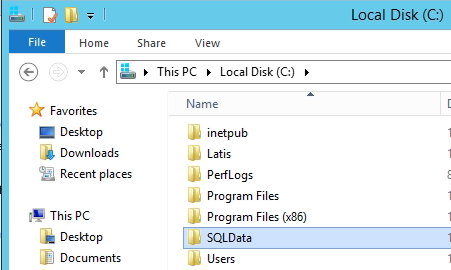 Local Disk (C:)
File Home Share View
This PC Local Disk (C:)
Favorites
Desktop
Downloads
Recent places
This PC
Desktop
Documents
Name
inetpub
Latis
PerfLogs
Program Files
Program Files (x86)
SQLData
Users